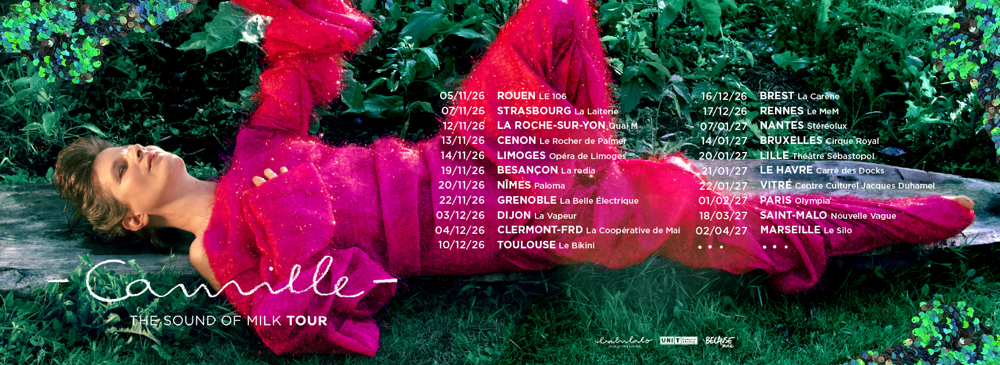 05/11/26 ROUEN LE 106
07/11/26 STRASBOURG La Laiterie
12/11/26 LA ROCHE-SUR-YON Quai M
13/11/26 CENON Le Rocher de Palmer
14/11/26 LIMOGES Opéra de Limoges
19/11/26 BESANÇON La rodia
20/11/26 NÎMES Paloma
22/11/26 GRENOBLE La Belle Électrique
03/12/26 DIJON La Vapeur
04/12/26 CLERMONT-FRD La Coopérative de Mai
10/12/26 TOULOUSE Le Bikini
16/12/26 BREST La Carène
17/12/26 RENNES Le MeM
07/01/27 NANTES Stéréolux
14/01/27 BRUXELLES Cirque Royal
20/01/27 LILLE Théâtre Sébastopol
21/01/27 LE HAVRE Carré des Docks
22/01/27 VITRÉ Centre Culturel Jacques Duhamel
01/02/27 PARIS Olympia
18/03/27 SAINT-MALO Nouvelle Vague
02/04/27 MARSEILLE Le Silo
... ...
- Camille -
THE SOUND OF MILK TOUR
PRODUCTION & EDITIONS
UNIT Production & Booking
BECAUSE
MUSIC